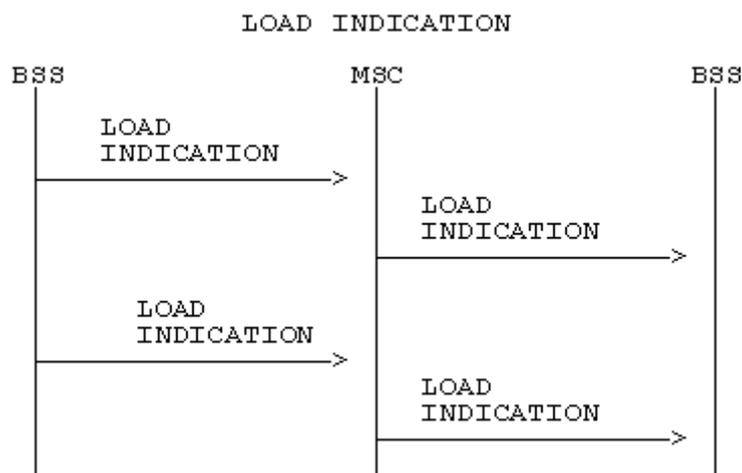 LOAD INDICATION
BSS MSC BSS
LOAD
INDICATION
LOAD
INDICATION
LOAD
INDICATION
LOAD
INDICATION